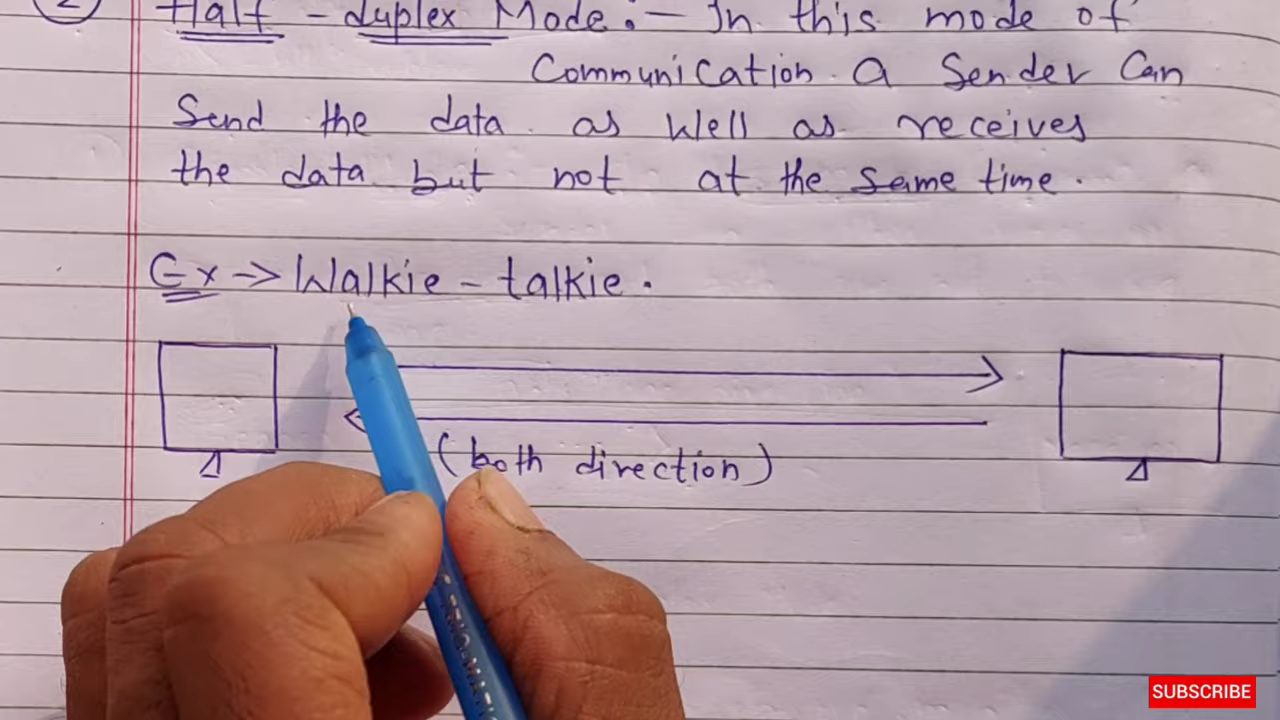 2 Half - duplex Mode :- In this mode of
Communication a Sender Can
Send the data as well as receives
the data but not at the same time.
Ex -> Walkie - talkie.
(both direction)
SUBSCRIBE